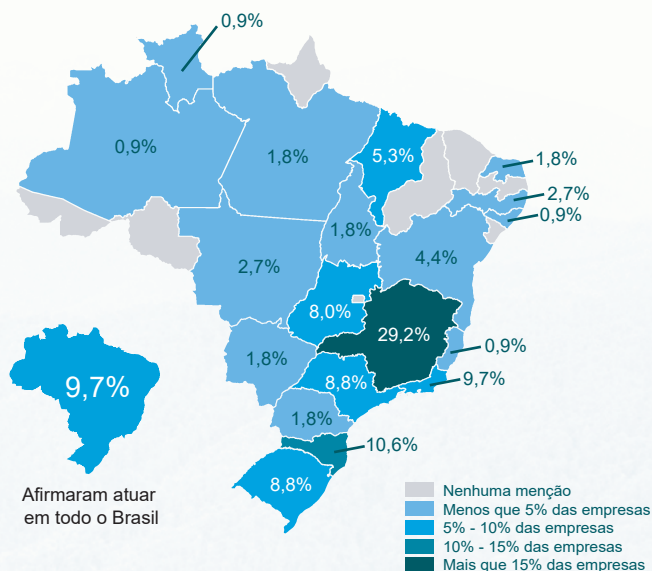 0,9%
0,9%
1,8%
5,3%
1,8%
2,7%
0,9%
1,8%
4,4%
2,7%
8,0%
29,2%
0,9%
1,8%
8,8%
9,7%
1,8%
10,6%
8,8%
9,7%
Afirmaram atuar
em todo o Brasil
Nenhuma menção
Menos que 5% das empresas
5% - 10% das empresas
10% - 15% das empresas
Mais que 15% das empresas